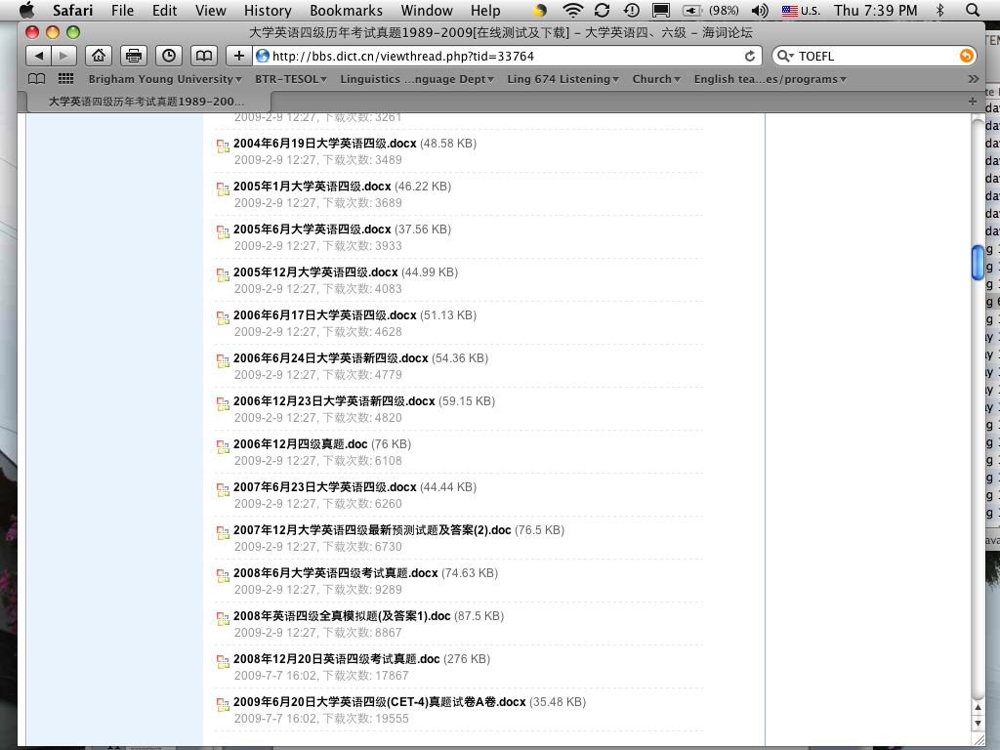 Safari File Edit View History Bookmarks Window Help (98%) U.S. Thu 7:39 PM
大学英语四级历年考试真题1989-2009[在线测试及下载] – 大学英语四、六级 – 海词论坛
http://bbs.dict.cn/viewthread.php?tid=33764 TOEFL
Brigham Young University BTR-TESOL Linguistics ...nguage Dept Ling 674 Listening Church English tea...es/programs
大学英语四级历年考试真题1989-200...
2009-2-9 12:27, 下载次数: 3261
2004年6月19日大学英语四级.docx (48.58 KB)
2009-2-9 12:27, 下载次数: 3489
2005年1月大学英语四级.docx (46.22 KB)
2009-2-9 12:27, 下载次数: 3689
2005年6月大学英语四级.docx (37.56 KB)
2009-2-9 12:27, 下载次数: 3933
2005年12月大学英语四级.docx (44.99 KB)
2009-2-9 12:27, 下载次数: 4083
2006年6月17日大学英语四级.docx (51.13 KB)
2009-2-9 12:27, 下载次数: 4628
2006年6月24日大学英语新四级.docx (54.36 KB)
2009-2-9 12:27, 下载次数: 4779
2006年12月23日大学英语新四级.docx (59.15 KB)
2009-2-9 12:27, 下载次数: 4820
2006年12月四级真题.doc (76 KB)
2009-2-9 12:27, 下载次数: 6108
2007年6月23日大学英语四级.docx (44.44 KB)
2009-2-9 12:27, 下载次数: 6260
2007年12月大学英语四级最新预测试题及答案(2).doc (76.5 KB)
2009-2-9 12:27, 下载次数: 6730
2008年6月大学英语四级考试真题.docx (74.63 KB)
2009-2-9 12:27, 下载次数: 9289
2008年英语四级全真模拟题(及答案1).doc (87.5 KB)
2009-2-9 12:27, 下载次数: 8867
2008年12月20日英语四级考试真题.doc (276 KB)
2009-7-7 16:02, 下载次数: 17867
2009年6月20日大学英语四级(CET-4)真题试卷A卷.docx (35.48 KB)
2009-7-7 16:02, 下载次数: 19555